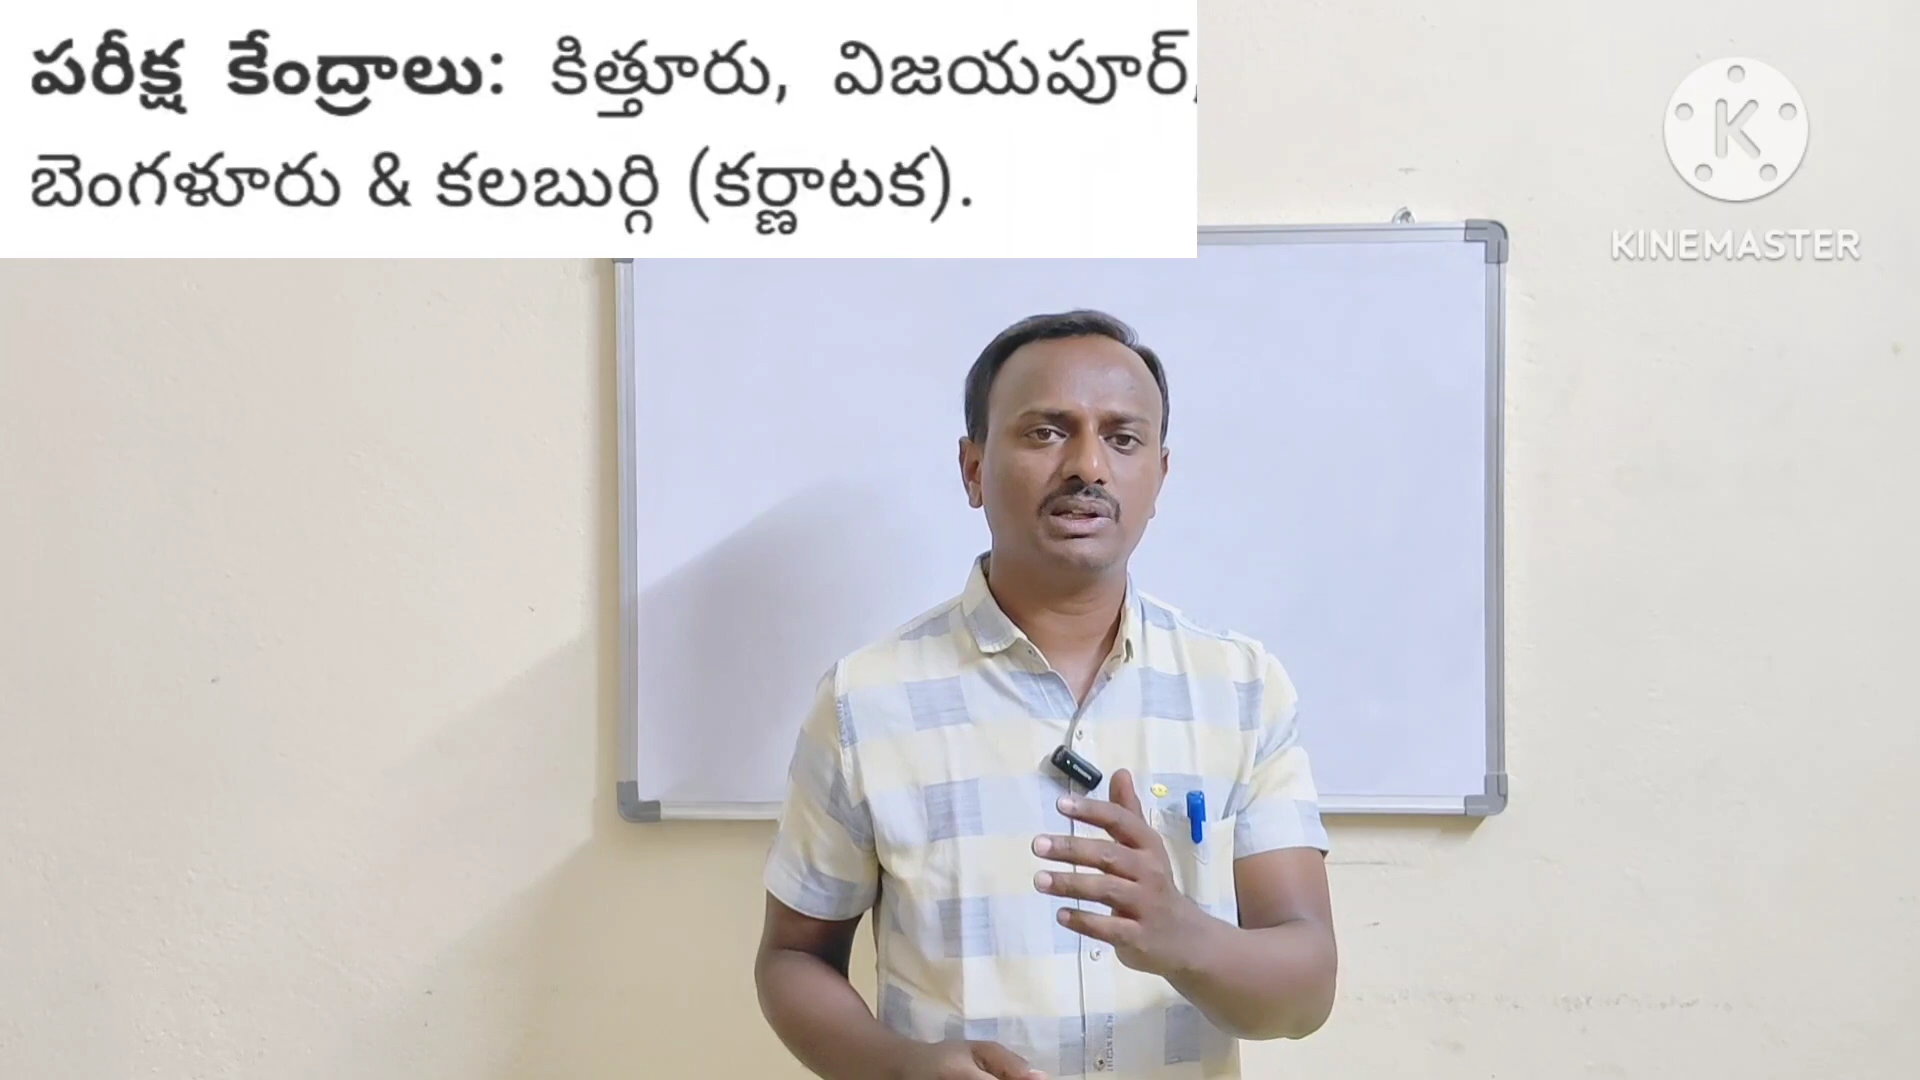 పరీక్ష కేంద్రాలు: కిత్తూరు, విజయపూర్,
బెంగళూరు & కలబుర్గి (కర్ణాటక).
K
KINEMASTER